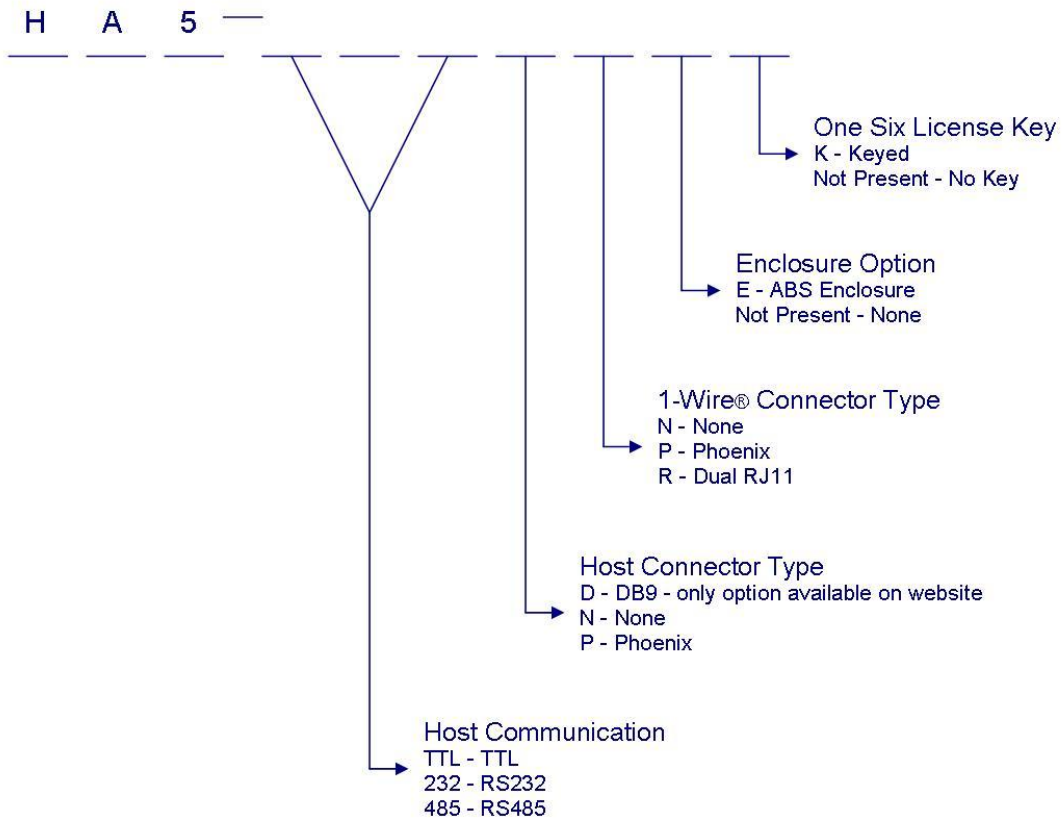 H A 5 —
One Six License Key
K - Keyed
Not Present - No Key
Enclosure Option
E - ABS Enclosure
Not Present - None
1-Wire® Connector Type
N - None
P - Phoenix
R - Dual RJ11
Host Connector Type
D - DB9 - only option available on website
N - None
P - Phoenix
Host Communication
TTL - TTL
232 - RS232
485 - RS485